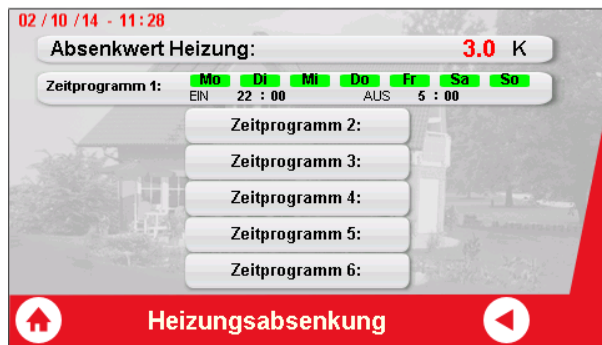 02 / 10 / 14 - 11 : 28
Absenkwert Heizung: 3.0 K
Zeitprogramm 1: Mo Di Mi Do Fr Sa So
EIN 22 : 00 AUS 5 : 00
Zeitprogramm 2:
Zeitprogramm 3:
Zeitprogramm 4:
Zeitprogramm 5:
Zeitprogramm 6:
Heizungsabsenkung